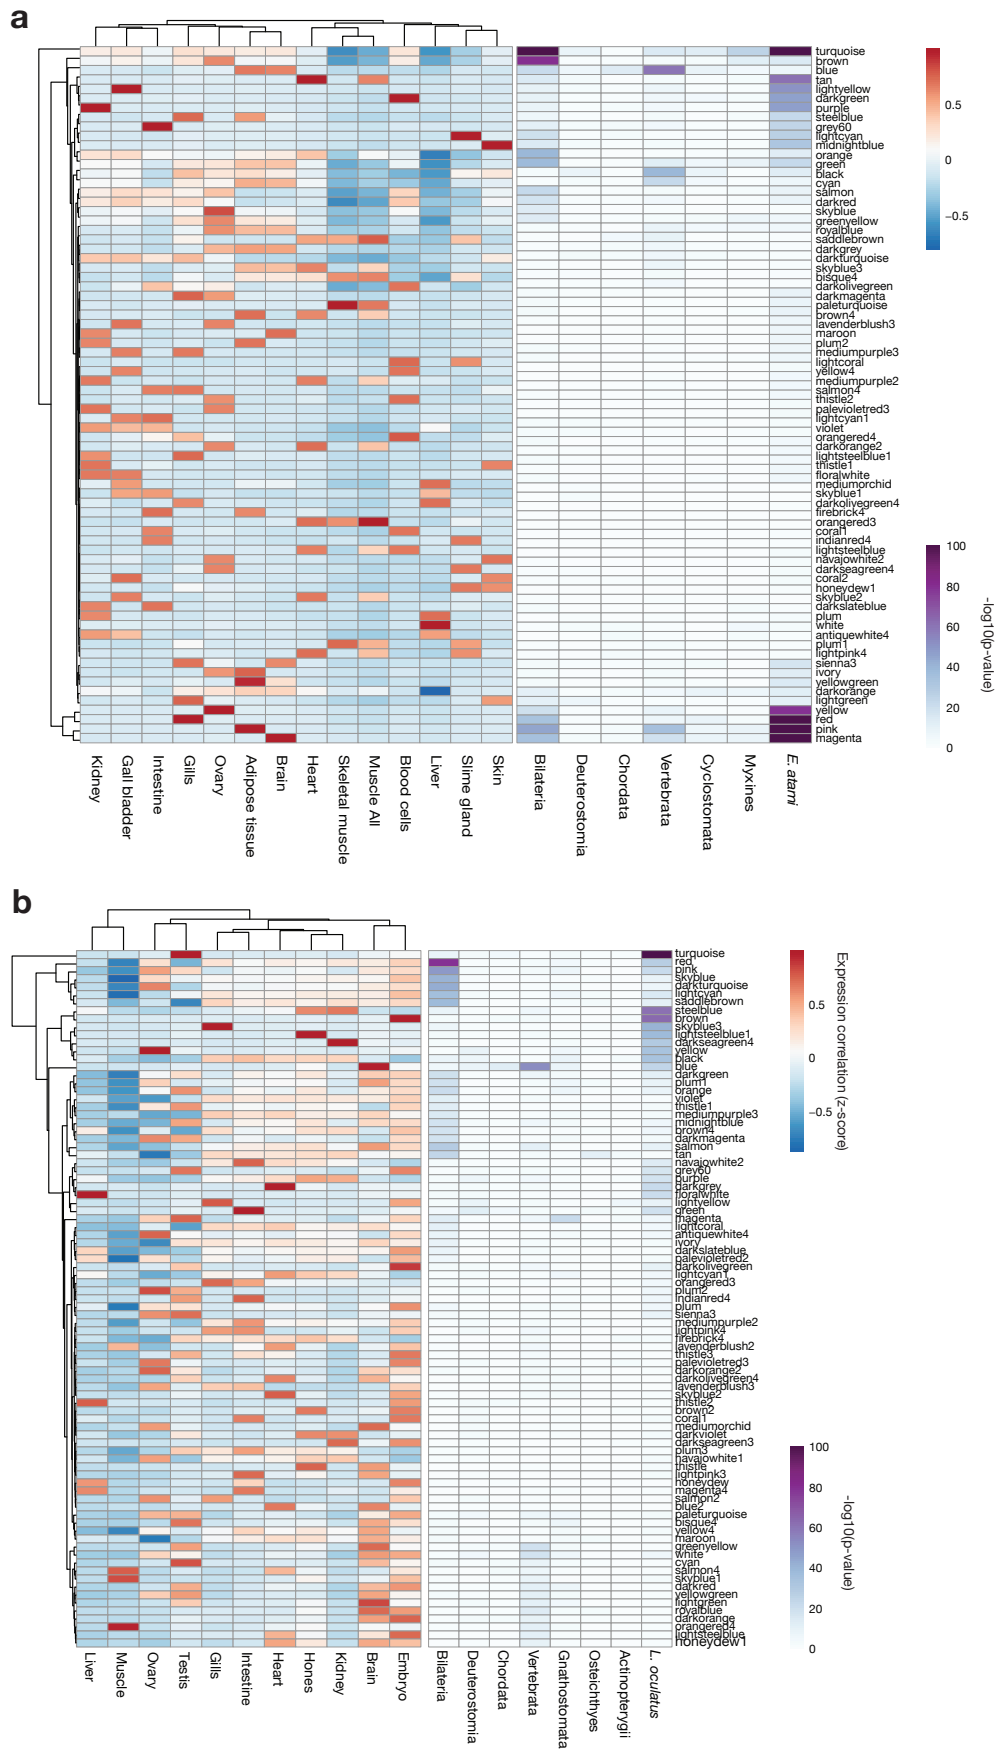 a
turquoise
brown
blue
tan
lightyellow
darkgreen
purple
steelblue
grey60
lightcyan
midnightblue
orange
green
black
cyan
salmon
darkred
skyblue
greenyellow
royalblue
saddlebrown
darkgrey
darkturquoise
skyblue3
bisque4
darkolivegreen
darkmagenta
paleturquoise
brown4
lavenderblush3
maroon
plum2
mediumpurple3
lightcoral
yellow4
mediumpurple2
salmon4
thistle2
palevioletred3
lightcyan1
violet
orangered4
darkorange2
lightsteelblue1
thistle1
floralwhite
mediumorchid
skyblue1
darkolivegreen4
firebrick4
orangered3
coral1
indianred4
lightsteelblue
navajowhite2
darkseagreen4
coral2
honeydew1
skyblue2
darkslateblue
plum
white
antiquewhite4
plum1
lightpink4
sienna3
ivory
yellowgreen
darkorange
lightgreen
yellow
red
pink
magenta
0.5
0
−0.5
100
80
60
40
20
0
-log10(p-value)
Kidney
Gall bladder
Intestine
Gills
Ovary
Adipose tissue
Brain
Heart
Skeletal muscle
Muscle All
Blood cells
Liver
Slime gland
Skin
Bilateria
Deuterostomia
Chordata
Vertebrata
Cyclostomata
Myxines
E. atami
b
turquoise
red
pink
skyblue
darkturquoise
lightcyan
saddlebrown
steelblue
brown
skyblue3
lightsteelblue1
darkseagreen4
yellow
black
blue
darkgreen
plum1
orange
violet
thistle1
mediumpurple3
midnightblue
brown4
darkmagenta
salmon
tan
navajowhite2
grey60
purple
darkgrey
floralwhite
lightyellow
green
magenta
lightcoral
antiquewhite4
ivory
darkslateblue
palevioletred2
darkolivegreen
lightcyan1
orangered3
plum2
indianred4
plum
sienna3
mediumpurple2
lightpink4
firebrick4
lavenderblush2
thistle3
palevioletred3
darkorange2
darkolivegreen4
lavenderblush3
skyblue2
thistle2
brown2
coral1
mediumorchid
darkviolet
darkseagreen3
plum3
navajowhite1
thistle
lightpink3
honeydew
magenta4
salmon2
blue2
paleturquoise
bisque4
yellow4
maroon
greenyellow
white
cyan
salmon4
skyblue1
darkred
yellowgreen
lightgreen
royalblue
darkorange
orangered4
lightsteelblue
honeydew1
0.5
0
−0.5
Expression correlation (z-score)
100
80
60
40
20
0
-log10(p-value)
Liver
Muscle
Ovary
Testis
Gills
Intestine
Heart
Hones
Kidney
Brain
Embryo
Bilateria
Deuterostomia
Chordata
Vertebrata
Gnathostomata
Osteichthyes
Actinopterygii
L. oculatus